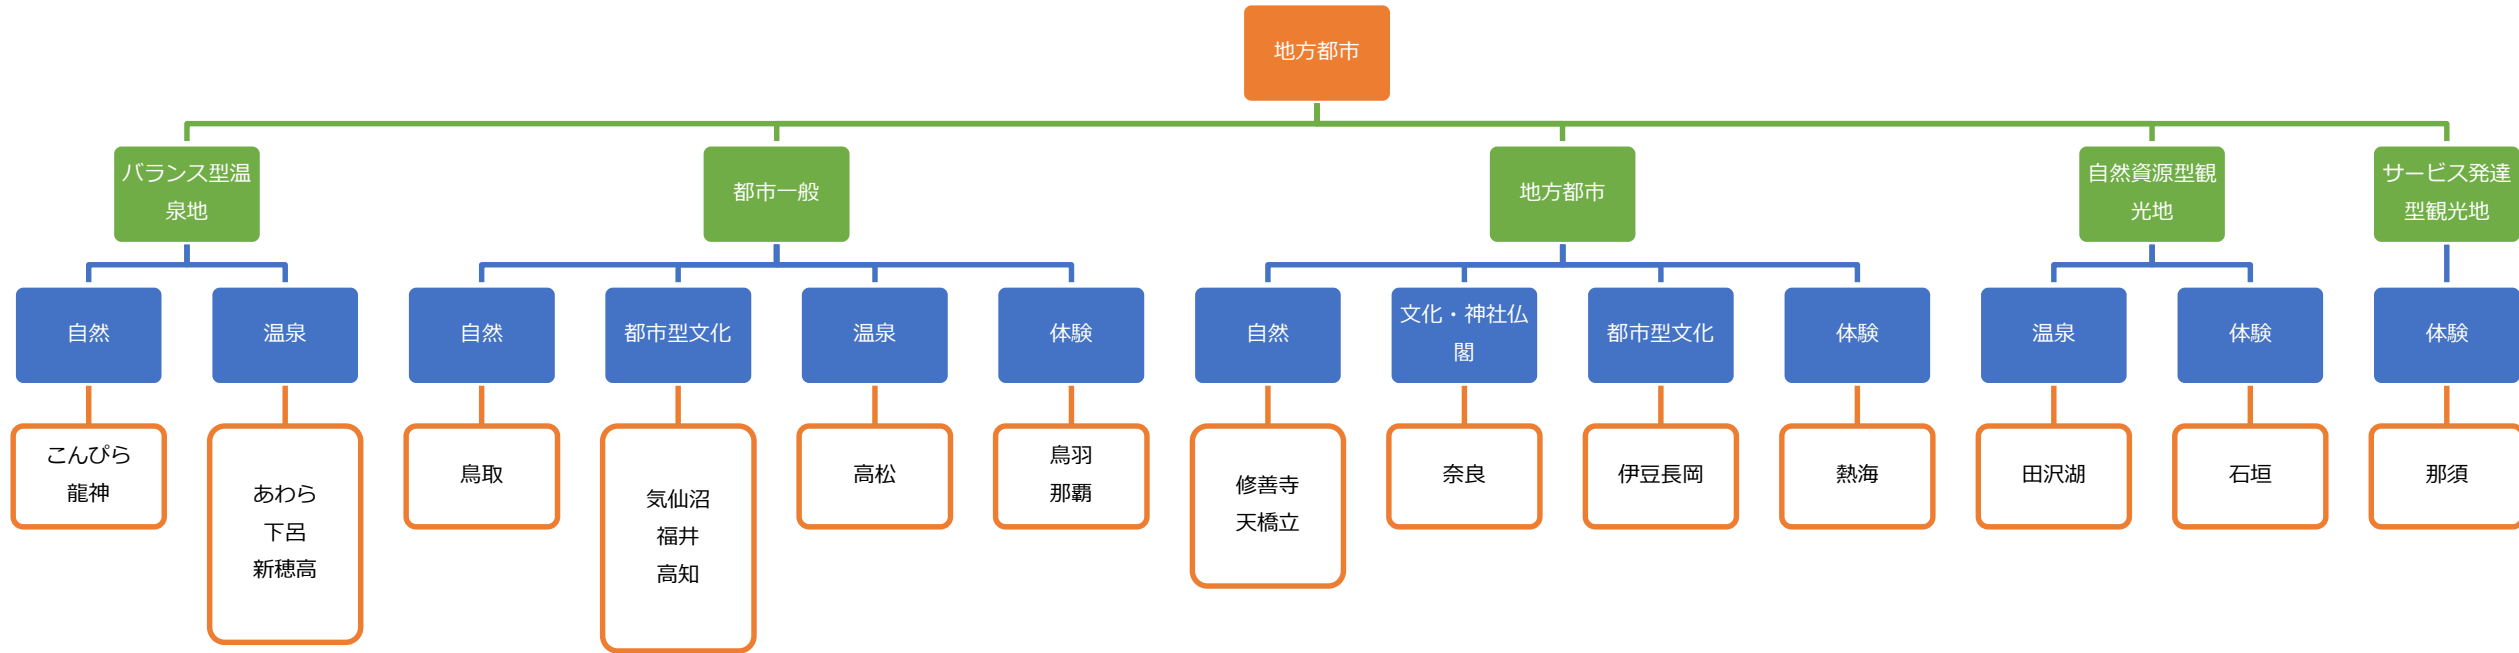 地方都市
バランス型温
泉地
都市一般
地方都市
自然資源型観
光地
サービス発達
型観光地
自然
温泉
自然
都市型文化
温泉
体験
自然
文化・神社仏
閣
都市型文化
体験
温泉
体験
体験
こんぴら
龍神
あわら
下呂
新穂高
鳥取
気仙沼
福井
高知
高松
鳥羽
那覇
修善寺
天橋立
奈良
伊豆長岡
熱海
田沢湖
石垣
那須